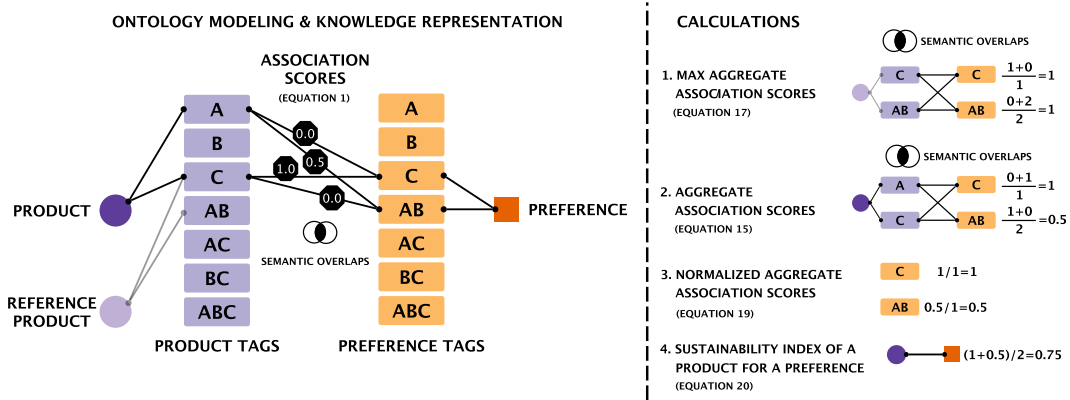 ONTOLOGY MODELING & KNOWLEDGE REPRESENTATION
ASSOCIATION
SCORES
(EQUATION 1)
A
B
C
AB
AC
BC
ABC
PRODUCT TAGS
0.0
0.5
1.0
0.0
SEMANTIC OVERLAPS
A
B
C
AB
AC
BC
ABC
PREFERENCE TAGS
PRODUCT
REFERENCE
PRODUCT
PREFERENCE
CALCULATIONS
SEMANTIC OVERLAPS
1. MAX AGGREGATE
ASSOCIATION SCORES
(EQUATION 17)
C
C
1+0
1
=1
AB
AB
0+2
2
=1
SEMANTIC OVERLAPS
2. AGGREGATE
ASSOCIATION SCORES
(EQUATION 15)
A
C
0+1
1
=1
C
AB
1+0
2
=0.5
3. NORMALIZED AGGREGATE
ASSOCIATION SCORES
(EQUATION 19)
C
1/1=1
AB
0.5/1=0.5
4. SUSTAINABILITY INDEX OF A
PRODUCT FOR A PREFERENCE
(EQUATION 20)
(1+0.5)/2=0.75